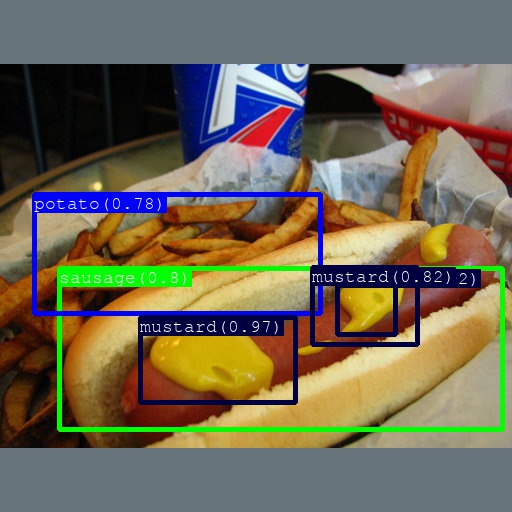 potato(0.78)
sausage(0.8)
mustard(0.82)
2)
mustard(0.97)